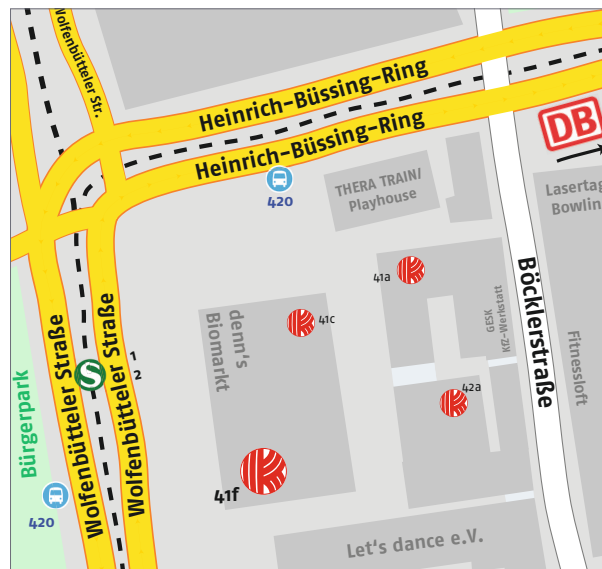 Wolfenbütteler Str.
Heinrich-Büssing-Ring
Heinrich-Büssing-Ring
DB
THERA TRAIN/
Playhouse
420
Lasertag
Bowlin
41a
Böcklerstraße
denn's
Biomarkt
41c
GESK
KfZ-Werkstatt
Fitnessloft
Wolfenbütteler Straße
Wolfenbütteler Straße
S
1
2
Bürgerpark
42a
41f
420
Let's dance e.V.